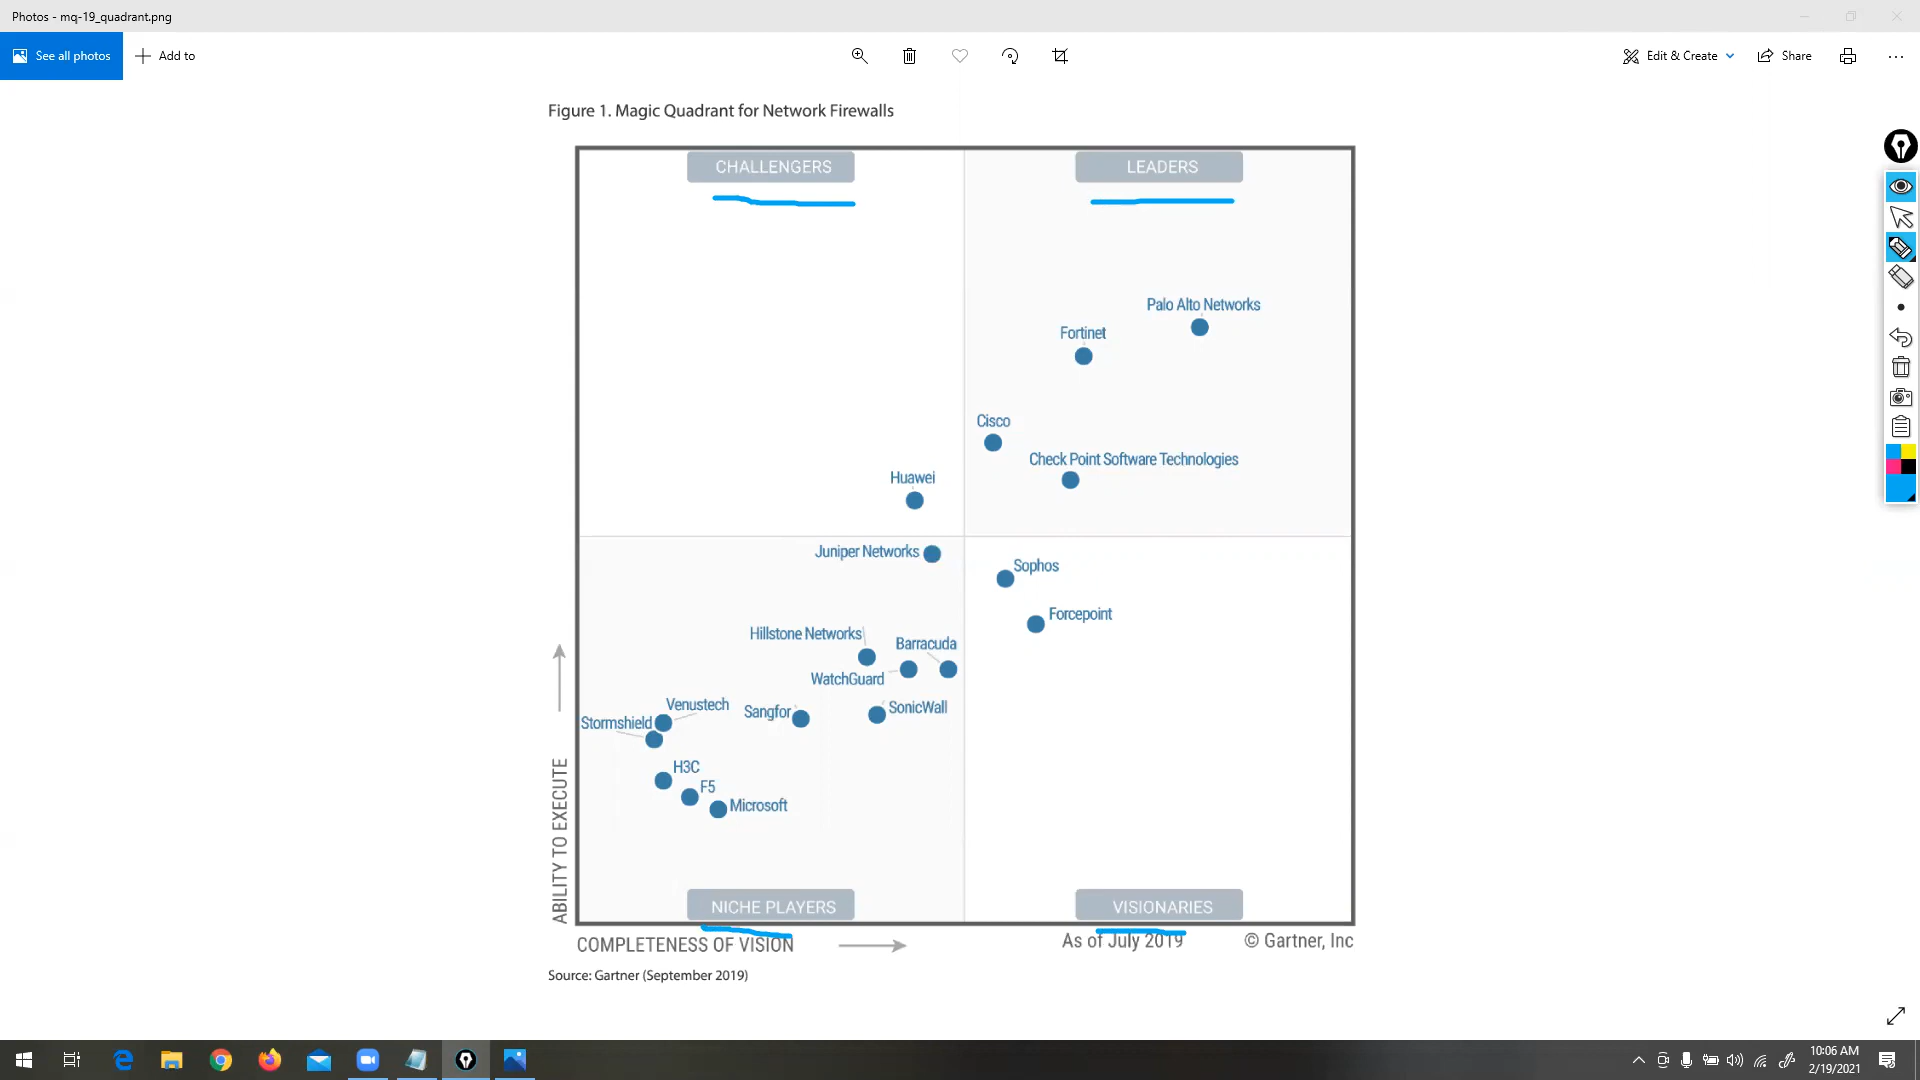 Photos - mq-19_quadrant.png
See all photos
Add to
Edit & Create
Share
Figure 1. Magic Quadrant for Network Firewalls
CHALLENGERS
LEADERS
Palo Alto Networks
Fortinet
Cisco
Check Point Software Technologies
Huawei
Juniper Networks
Sophos
Forcepoint
Hillstone Networks
Barracuda
WatchGuard
Venustech
Sangfor
SonicWall
Stormshield
H3C
F5
Microsoft
ABILITY TO EXECUTE
NICHE PLAYERS
VISIONARIES
COMPLETENESS OF VISION
As of July 2019
© Gartner, Inc
Source: Gartner (September 2019)
10:06 AM
2/19/2021